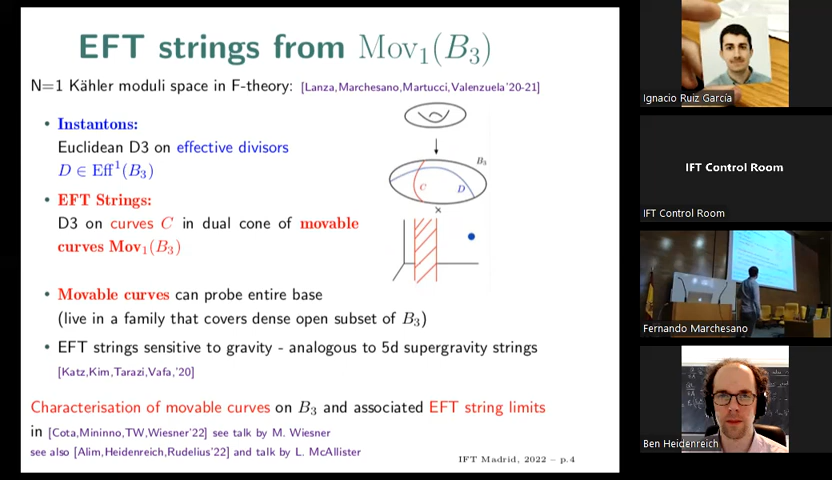 EFT strings from Mov₁(B₃)
N=1 Kähler moduli space in F-theory: [Lanza,Marchesano,Martucci,Valenzuela'20-21]
• Instantons:
Euclidean D3 on effective divisors
D ∈ Eff¹(B₃)
• EFT Strings:
D3 on curves C in dual cone of movable
curves Mov₁(B₃)
B₃
C
D
×
• Movable curves can probe entire base
(live in a family that covers dense open subset of B₃)
• EFT strings sensitive to gravity - analogous to 5d supergravity strings
[Katz,Kim,Tarazi,Vafa,'20]
Characterisation of movable curves on B₃ and associated EFT string limits
in [Cota,Mininno,TW,Wiesner'22] see talk by M. Wiesner
see also [Alim,Heidenreich,Rudelius'22] and talk by L. McAllister
IFT Madrid, 2022 – p.4
Ignacio Ruiz García
IFT Control Room
IFT Control Room
Fernando Marchesano
Ben Heidenreich